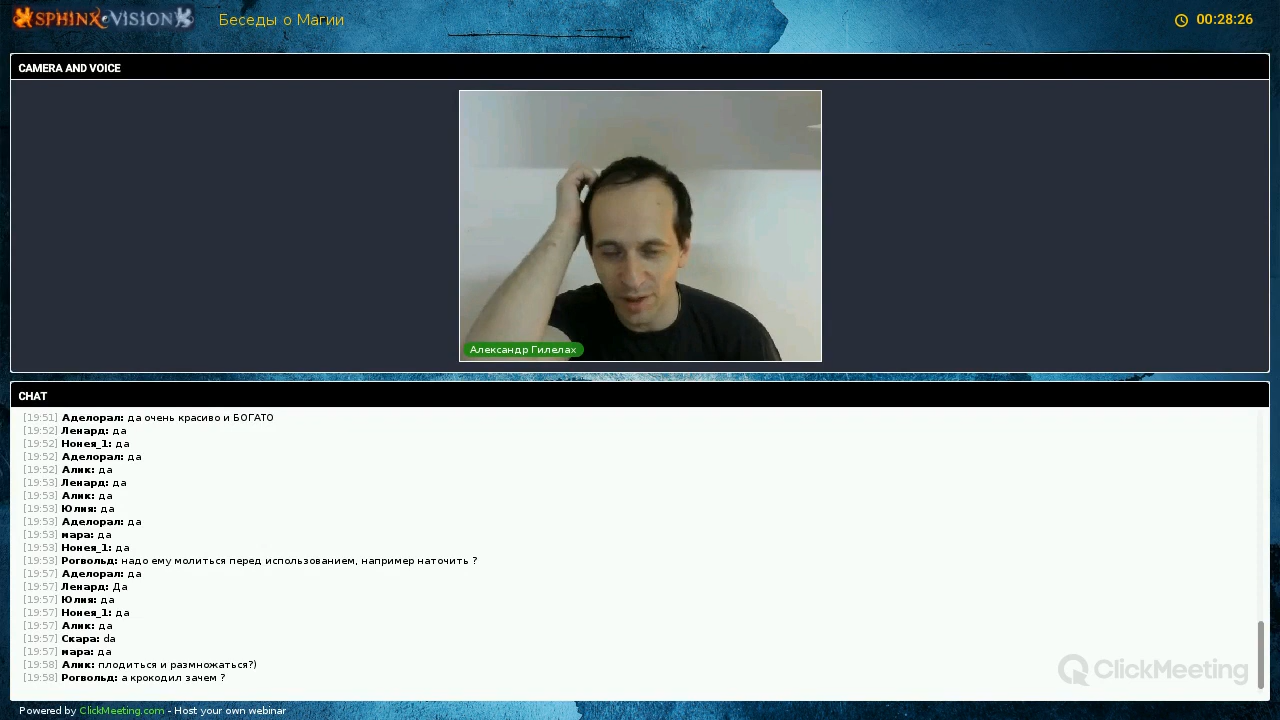 SPHINX VISION Беседы о Магии 00:28:26
CAMERA AND VOICE
Александр Гилелах
CHAT
[19:51] Аделорал: да очень красиво и БОГАТО
[19:52] Ленард: да
[19:52] Нонея_1: да
[19:52] Аделорал: да
[19:52] Алик: да
[19:53] Ленард: да
[19:53] Алик: да
[19:53] Юлия: да
[19:53] Аделорал: да
[19:53] мара: да
[19:53] Нонея_1: да
[19:53] Рогвольд: надо ему молиться перед использованием, например наточить ?
[19:57] Аделорал: да
[19:57] Ленард: Да
[19:57] Юлия: да
[19:57] Нонея_1: да
[19:57] Алик: да
[19:57] Скара: da
[19:57] мара: да
[19:58] Алик: плодиться и размножаться?)
[19:58] Рогвольд: а крокодил зачем ?
ClickMeeting
Powered by ClickMeeting.com - Host your own webinar